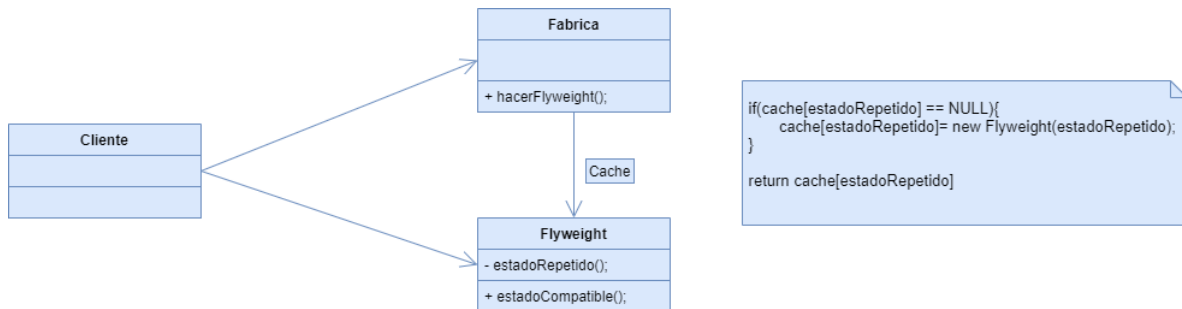 Cliente
Fabrica
+ hacerFlyweight();
Cache
Flyweight
- estadoRepetido();
+ estadoCompatible();
if(cache[estadoRepetido] == NULL){
cache[estadoRepetido]= new Flyweight(estadoRepetido);
}
return cache[estadoRepetido]